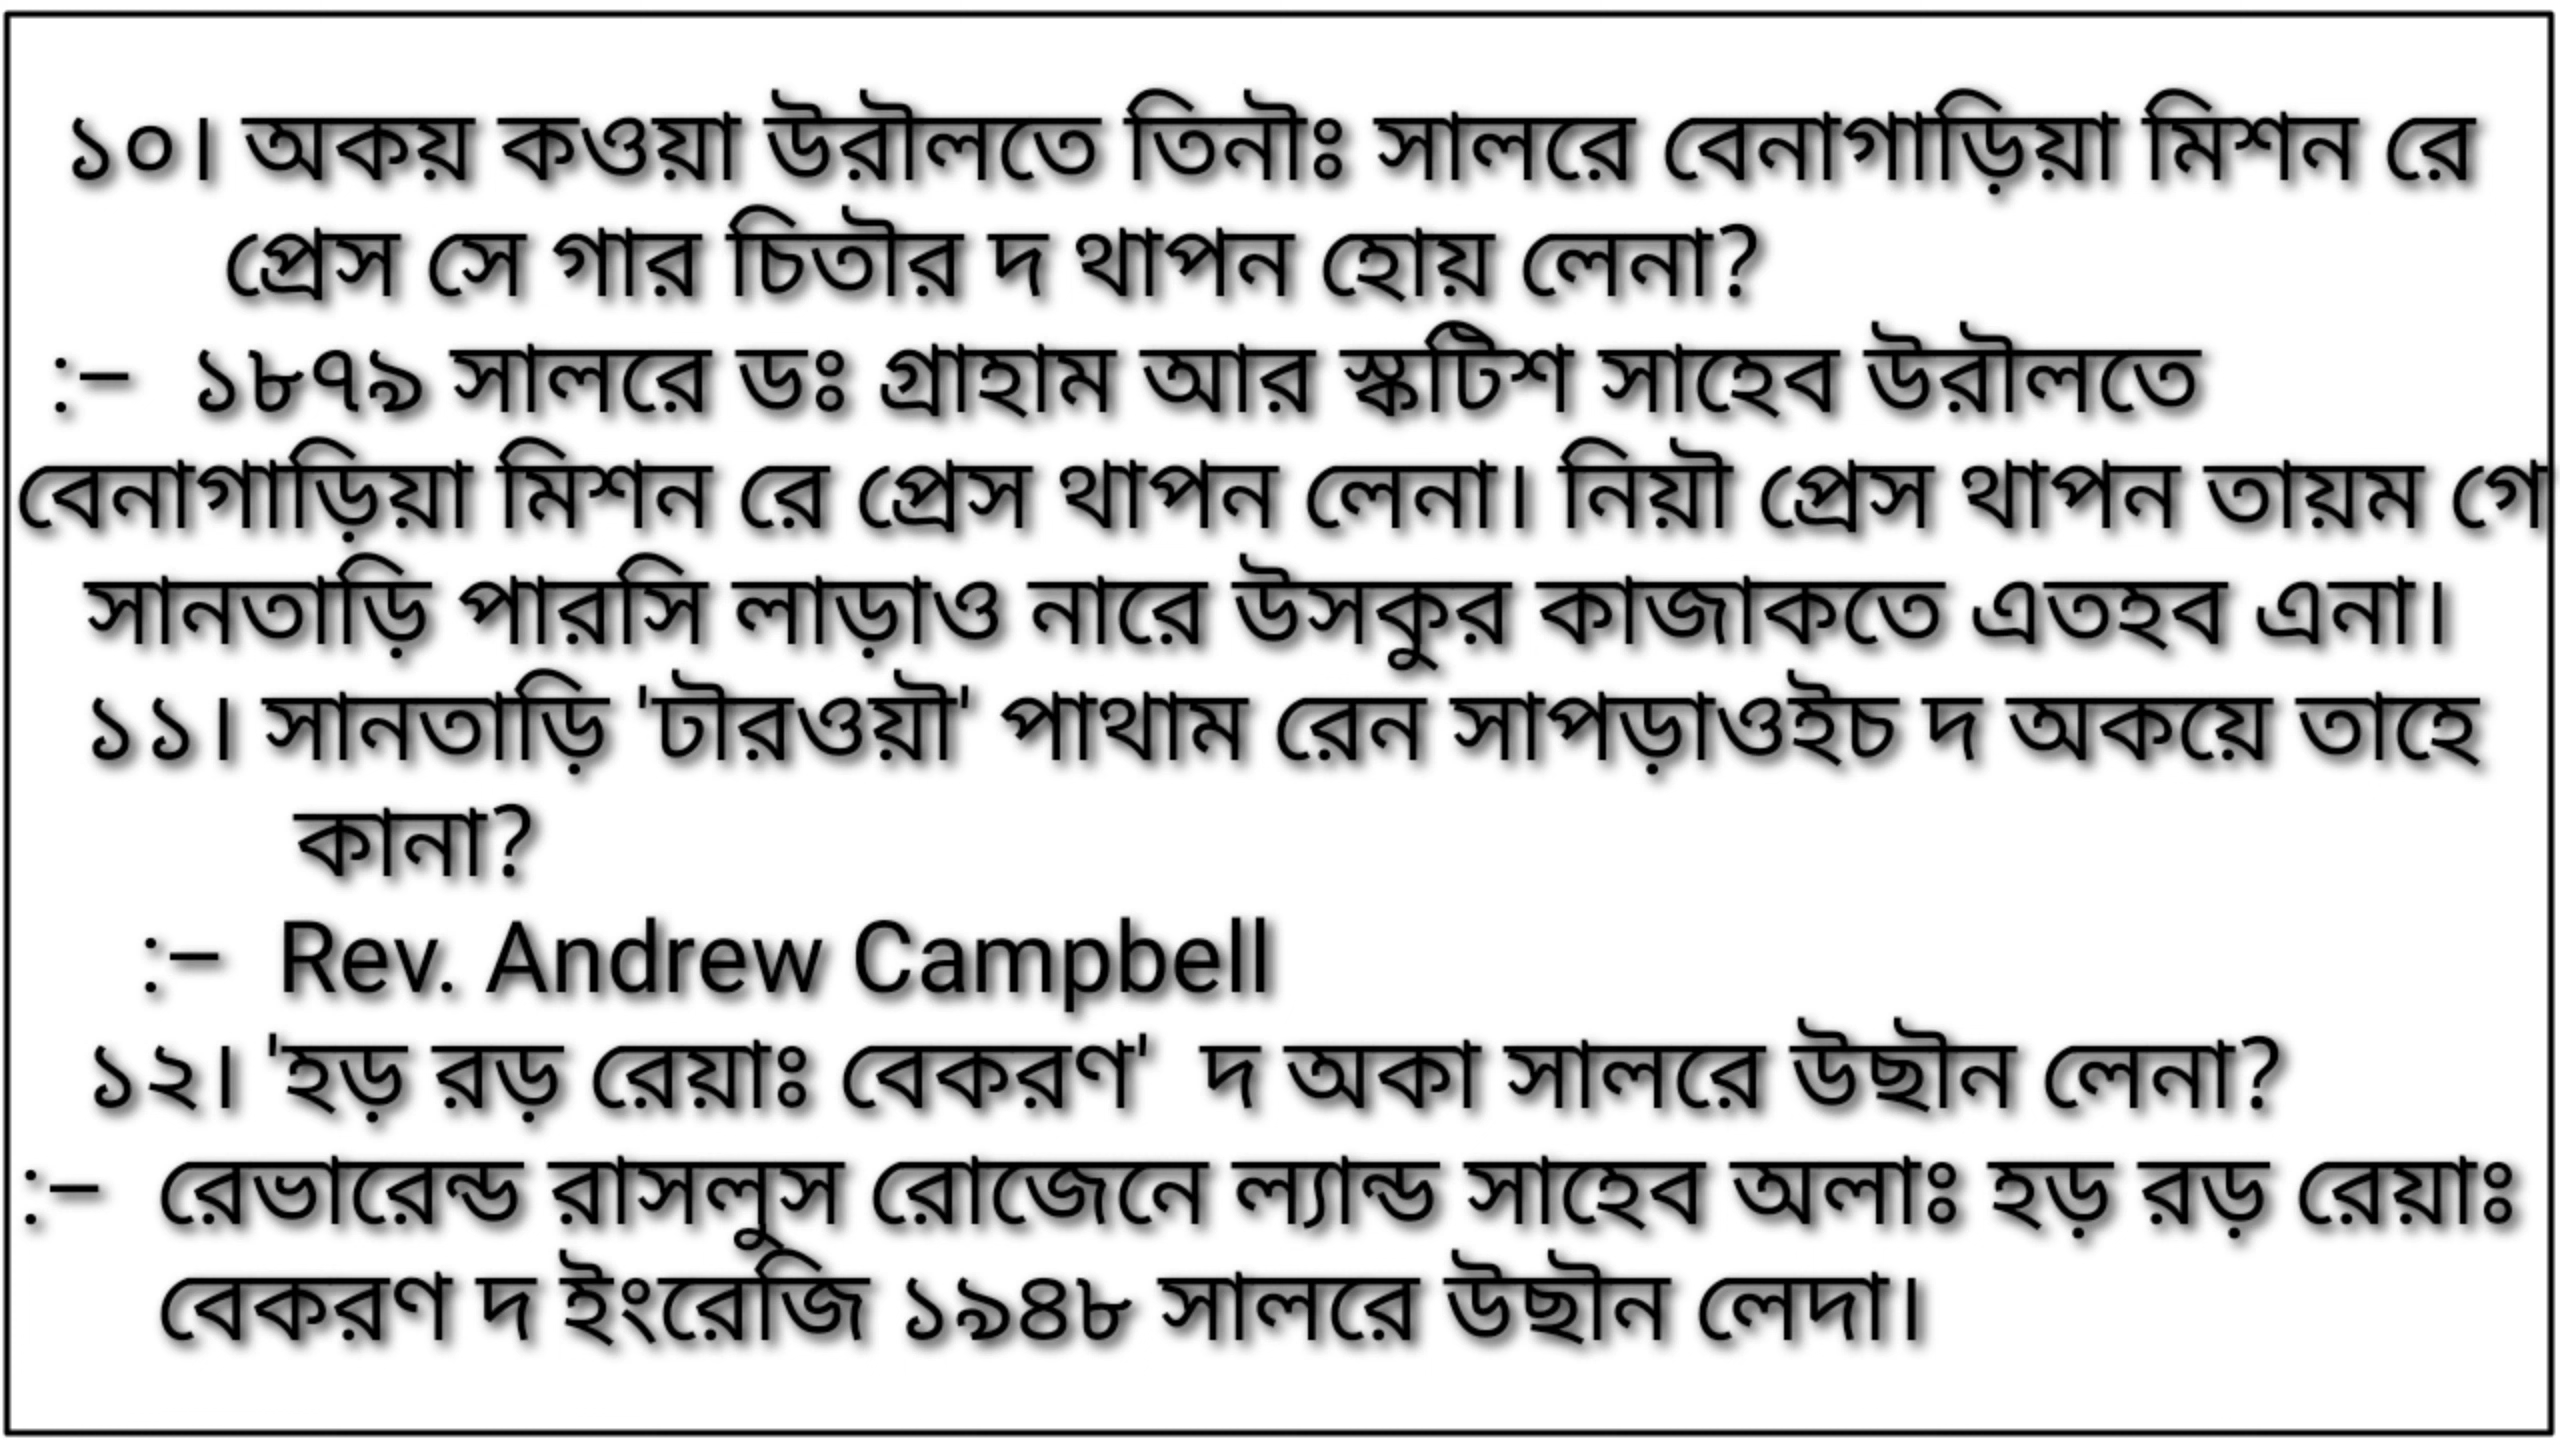 ১০। অকয় কওয়া উরৗলতে তিনৗঃ সালরে বেনাগাড়িয়া মিশন রে
প্রেস সে গার চিতৗর দ থাপন হোয় লেনা?
:– ১৮৭৯ সালরে ডঃ গ্রাহাম আর স্কটিশ সাহেব উরৗলতে
বেনাগাড়িয়া মিশন রে প্রেস থাপন লেনা। নিয়ৗ প্রেস থাপন তায়ম গে
সানতাড়ি পারসি লাড়াও নারে উসকুর কাজাকতে এতহব এনা।
১১। সানতাড়ি 'টৗরওয়ৗ' পাথাম রেন সাপড়াওইচ দ অকয়ে তাহে
কানা?
:– Rev. Andrew Campbell
১২। 'হড় রড় রেয়াঃ বেকরণ' দ অকা সালরে উছৗন লেনা?
:– রেভারেন্ড রাসলুস রোজেনে ল্যান্ড সাহেব অলাঃ হড় রড় রেয়াঃ
বেকরণ দ ইংরেজি ১৯৪৮ সালরে উছৗন লেদা।